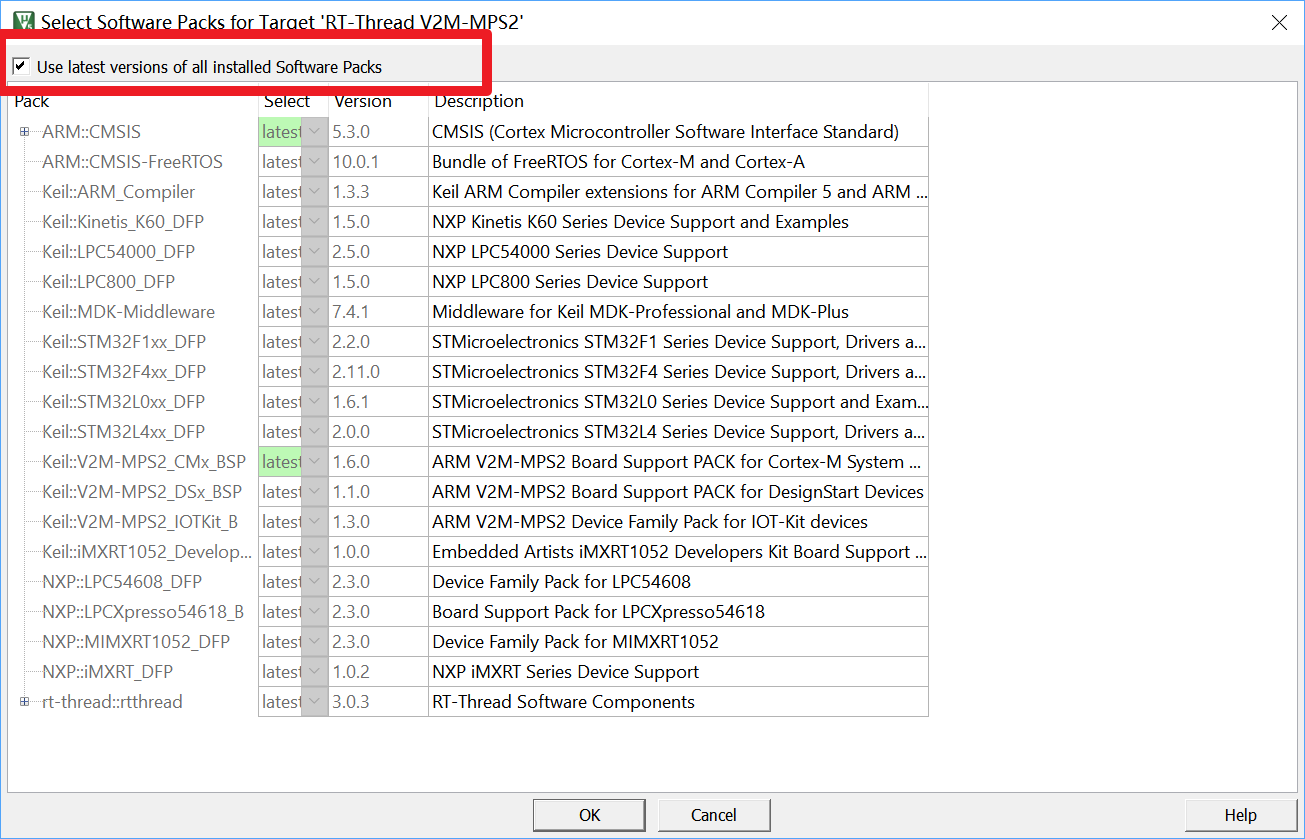 Select Software Packs for Target 'RT-Thread V2M-MPS2'
Use latest versions of all installed Software Packs
Pack Select Version Description
ARM::CMSIS latest 5.3.0 CMSIS (Cortex Microcontroller Software Interface Standard)
ARM::CMSIS-FreeRTOS latest 10.0.1 Bundle of FreeRTOS for Cortex-M and Cortex-A
Keil::ARM_Compiler latest 1.3.3 Keil ARM Compiler extensions for ARM Compiler 5 and ARM ...
Keil::Kinetis_K60_DFP latest 1.5.0 NXP Kinetis K60 Series Device Support and Examples
Keil::LPC54000_DFP latest 2.5.0 NXP LPC54000 Series Device Support
Keil::LPC800_DFP latest 1.5.0 NXP LPC800 Series Device Support
Keil::MDK-Middleware latest 7.4.1 Middleware for Keil MDK-Professional and MDK-Plus
Keil::STM32F1xx_DFP latest 2.2.0 STMicroelectronics STM32F1 Series Device Support, Drivers a...
Keil::STM32F4xx_DFP latest 2.11.0 STMicroelectronics STM32F4 Series Device Support, Drivers a...
Keil::STM32L0xx_DFP latest 1.6.1 STMicroelectronics STM32L0 Series Device Support and Exam...
Keil::STM32L4xx_DFP latest 2.0.0 STMicroelectronics STM32L4 Series Device Support, Drivers a...
Keil::V2M-MPS2_CMx_BSP latest 1.6.0 ARM V2M-MPS2 Board Support PACK for Cortex-M System ...
Keil::V2M-MPS2_DSx_BSP latest 1.1.0 ARM V2M-MPS2 Board Support PACK for DesignStart Devices
Keil::V2M-MPS2_IOTKit_B latest 1.3.0 ARM V2M-MPS2 Device Family Pack for IOT-Kit devices
Keil::iMXRT1052_Develop... latest 1.0.0 Embedded Artists iMXRT1052 Developers Kit Board Support ...
NXP::LPC54608_DFP latest 2.3.0 Device Family Pack for LPC54608
NXP::LPCXpresso54618_B latest 2.3.0 Board Support Pack for LPCXpresso54618
NXP::MIMXRT1052_DFP latest 2.3.0 Device Family Pack for MIMXRT1052
NXP::iMXRT_DFP latest 1.0.2 NXP iMXRT Series Device Support
rt-thread::rtthread latest 3.0.3 RT-Thread Software Components
OK Cancel Help